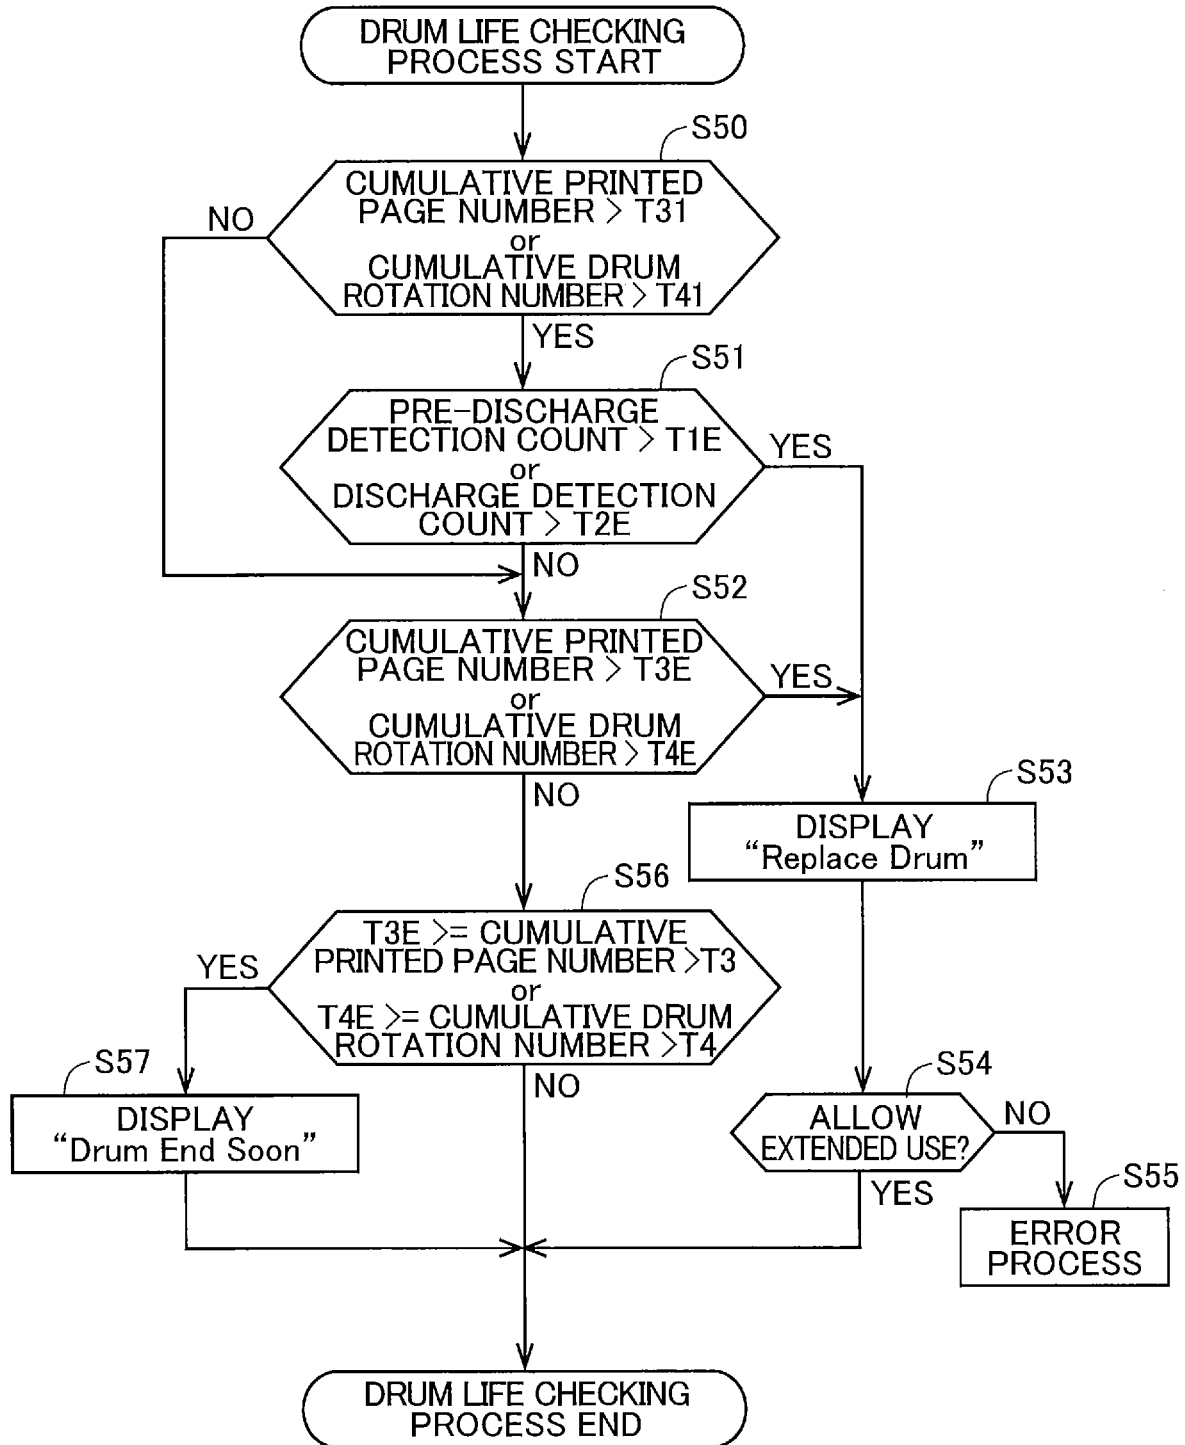 DRUM LIFE CHECKING
PROCESS START
S50
CUMULATIVE PRINTED
PAGE NUMBER > T31
or
CUMULATIVE DRUM
ROTATION NUMBER > T41
NO
YES
S51
PRE-DISCHARGE
DETECTION COUNT > T1E
or
DISCHARGE DETECTION
COUNT > T2E
YES
NO
S52
CUMULATIVE PRINTED
PAGE NUMBER > T3E
or
CUMULATIVE DRUM
ROTATION NUMBER > T4E
YES
NO
S53
DISPLAY
“Replace Drum”
S56
T3E >= CUMULATIVE
PRINTED PAGE NUMBER >T3
or
T4E >= CUMULATIVE DRUM
ROTATION NUMBER >T4
YES
NO
S57
DISPLAY
“Drum End Soon”
S54
ALLOW
EXTENDED USE?
NO
YES
S55
ERROR
PROCESS
DRUM LIFE CHECKING
PROCESS END